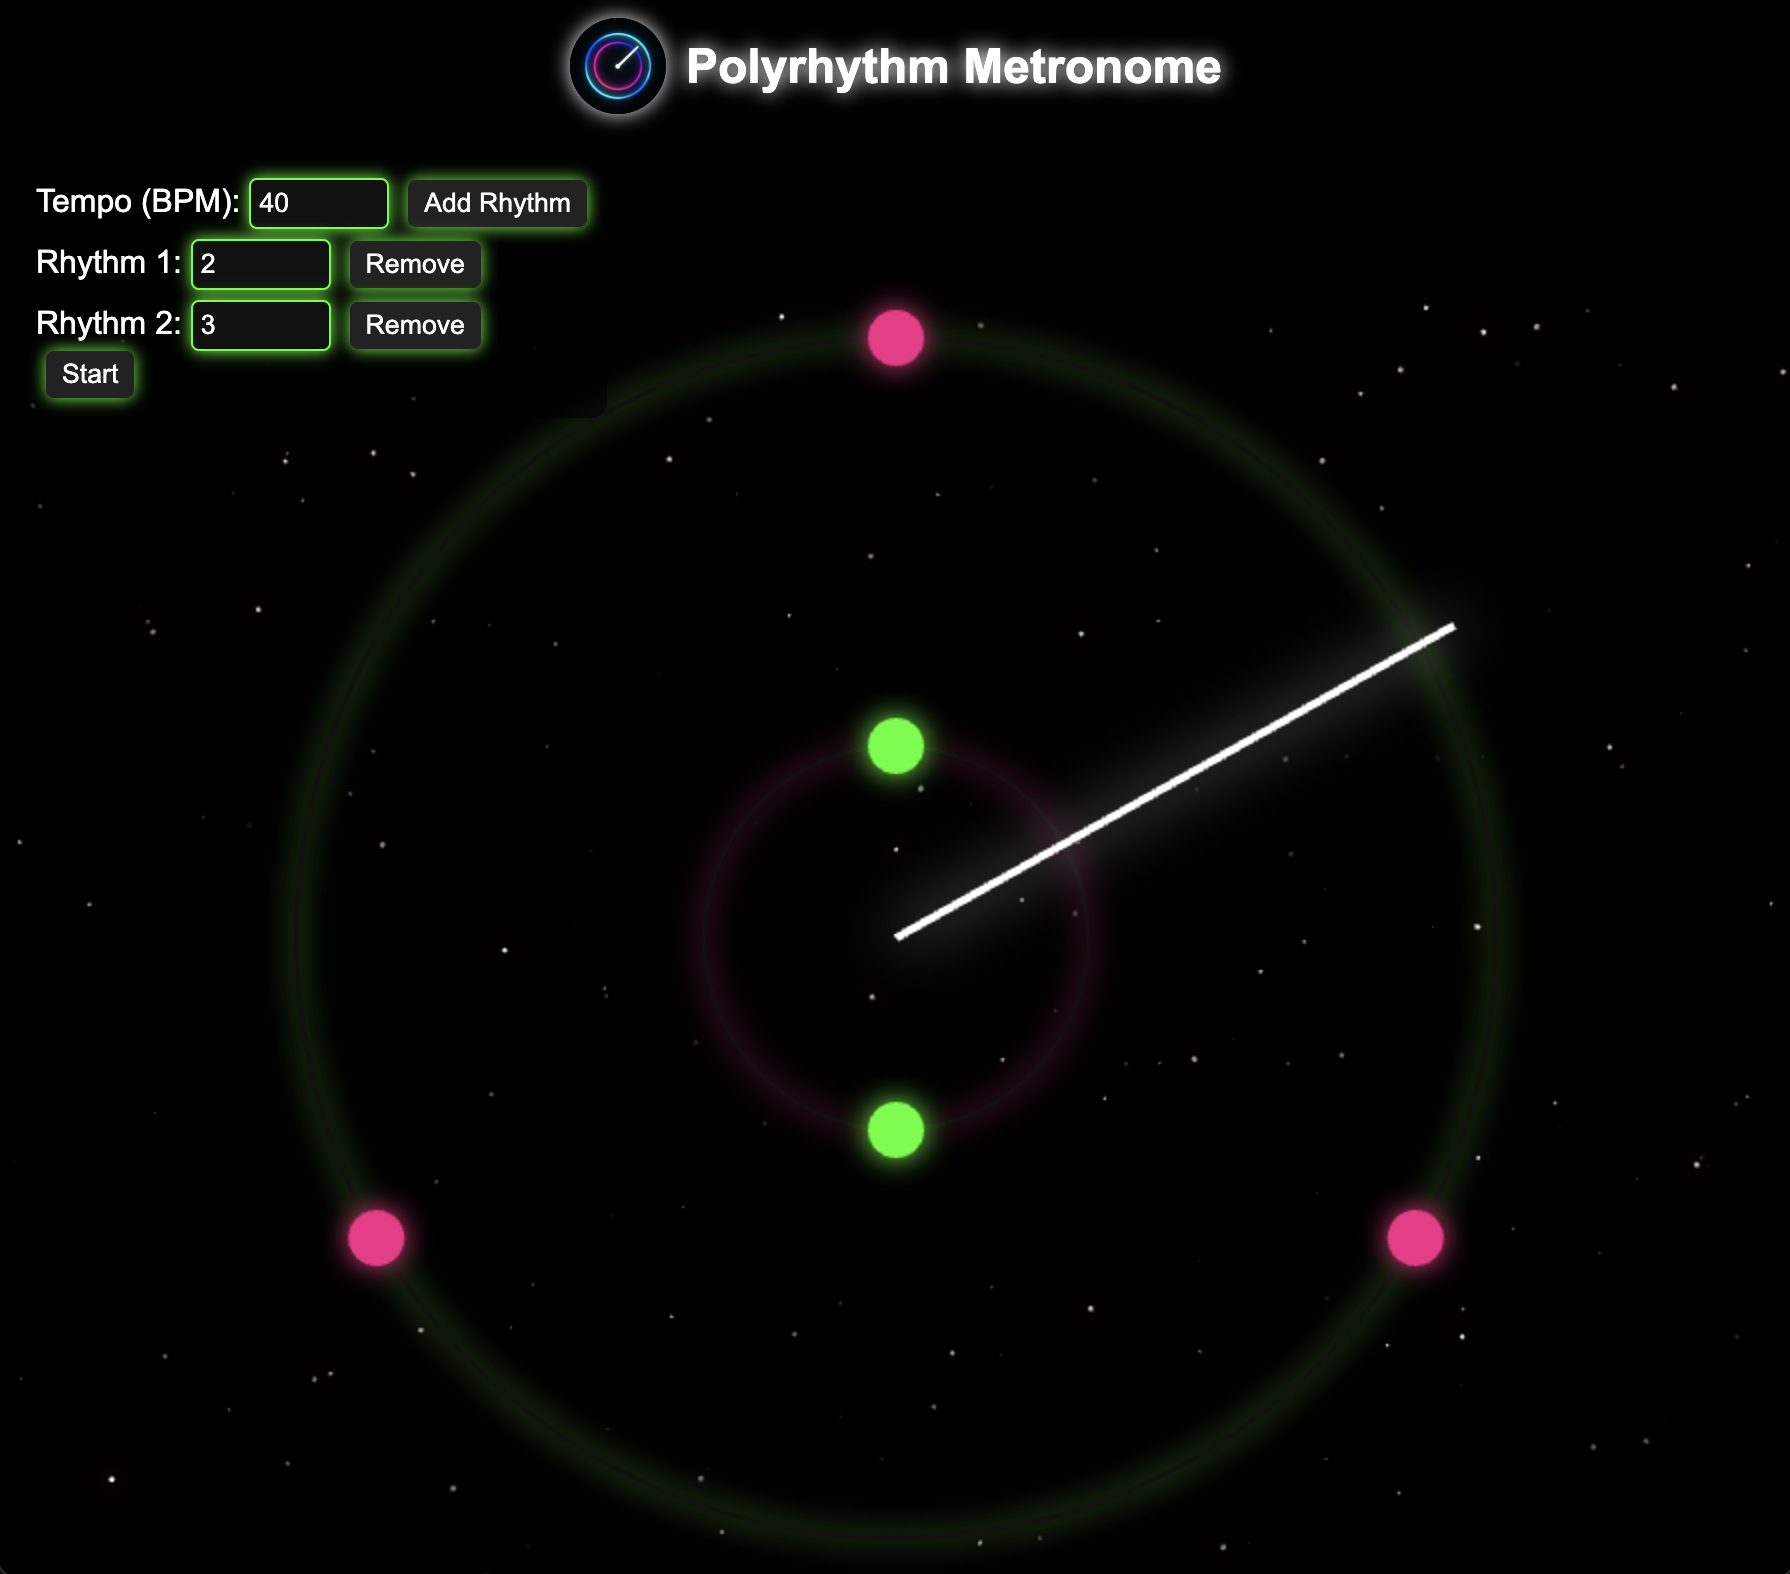 Polyrhythm Metronome
Tempo (BPM): 40 Add Rhythm
Rhythm 1: 2 Remove
Rhythm 2: 3 Remove
Start